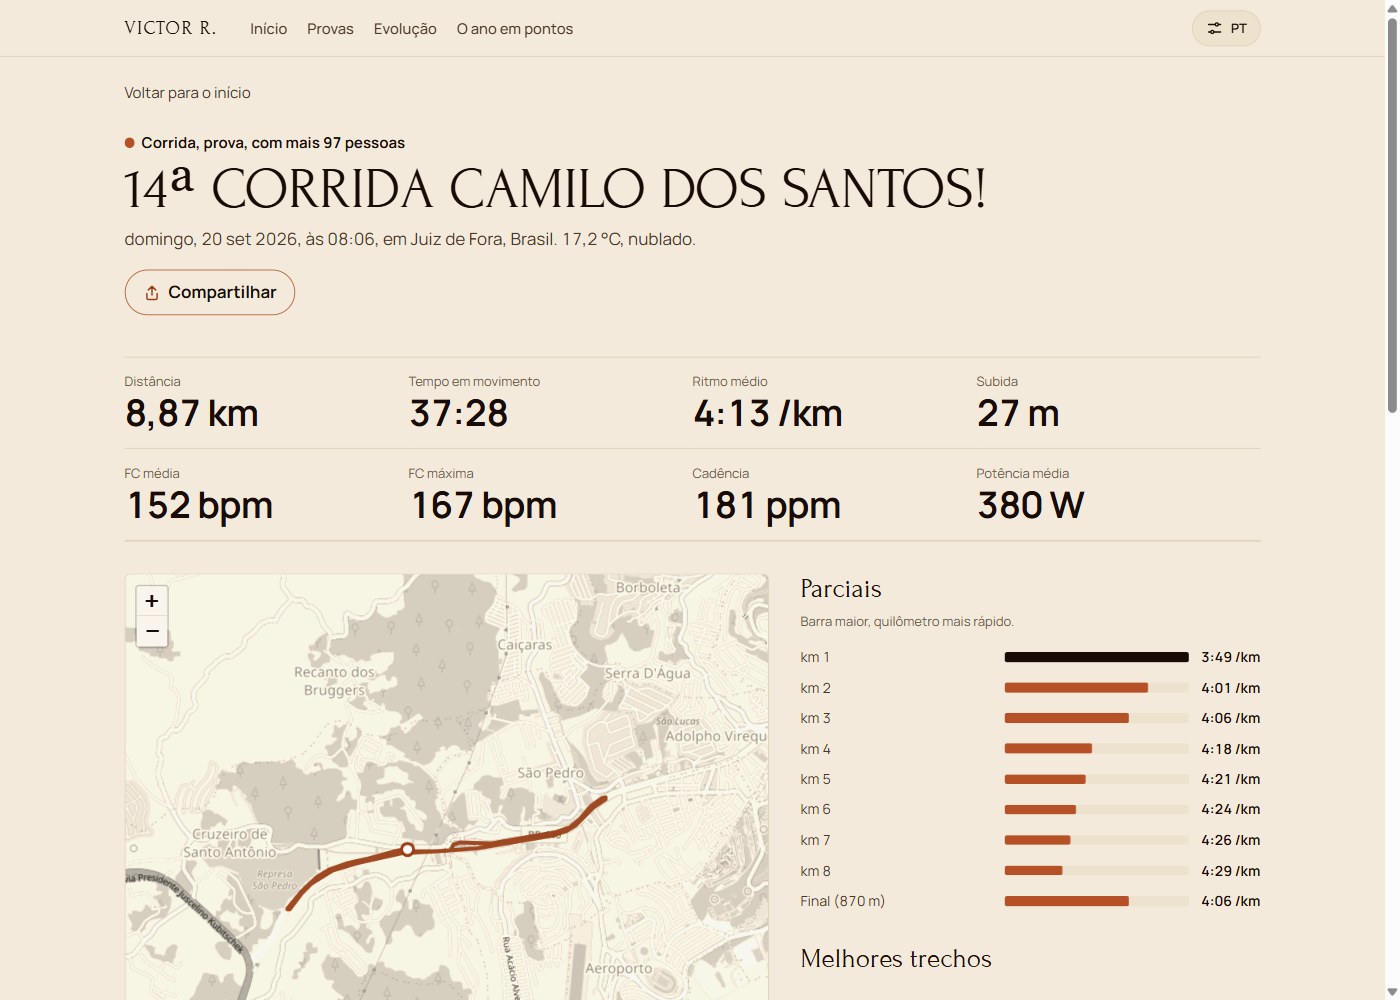 VICTOR R.
Início
Provas
Evolução
O ano em pontos
PT
Voltar para o início
Corrida, prova, com mais 97 pessoas
14ª CORRIDA CAMILO DOS SANTOS!
domingo, 20 set 2026, às 08:06, em Juiz de Fora, Brasil. 17,2 °C, nublado.
Compartilhar
Distância
8,87 km
Tempo em movimento
37:28
Ritmo médio
4:13 /km
Subida
27 m
FC média
152 bpm
FC máxima
167 bpm
Cadência
181 ppm
Potência média
380 W
+
−
Borboleta
Caiçaras
Recanto dos
Bruggers
Serra D'Água
São Lucas
Adolpho Virequ
São Pedro
Cruzeiro de
Santo Antônio
Represa
São Pedro
via Presidente Juscelino Kubitschek
Rua Acácio Alve
Aeroporto
Parciais
Barra maior, quilômetro mais rápido.
km 1 3:49 /km
km 2 4:01 /km
km 3 4:06 /km
km 4 4:18 /km
km 5 4:21 /km
km 6 4:24 /km
km 7 4:26 /km
km 8 4:29 /km
Final (870 m) 4:06 /km
Melhores trechos